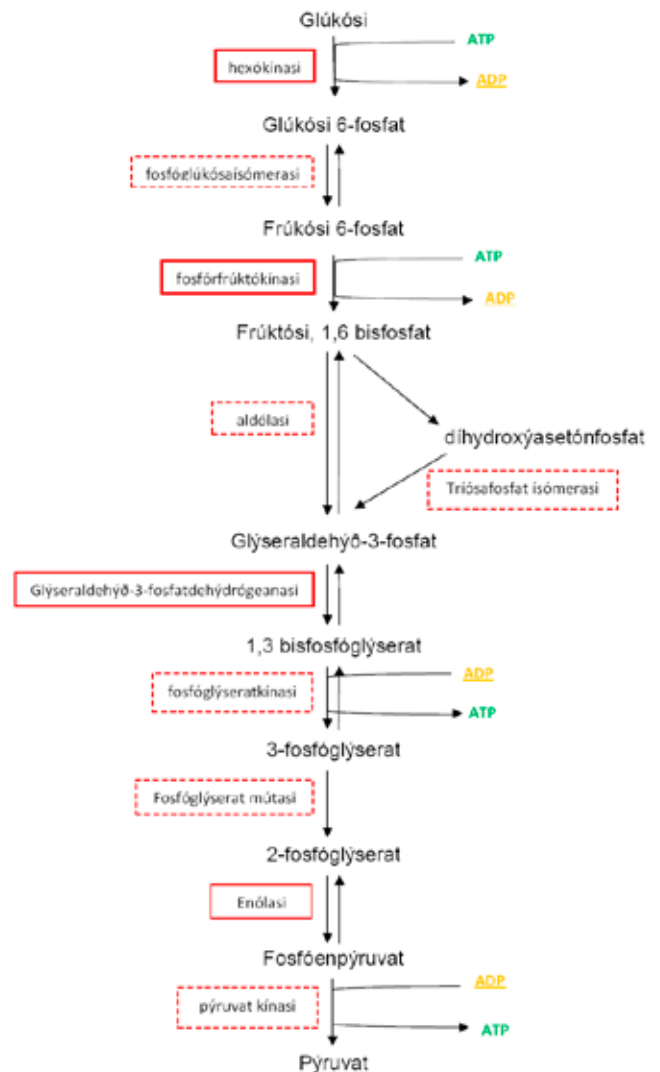 Glúkósi
ATP
hexókínasi
ADP
Glúkósi 6-fosfat
fosfóglúkósaísómerasi
Frúkósi 6-fosfat
ATP
fosfórfrúktókínasi
ADP
Frúktósi, 1,6 bisfosfat
aldólasi
díhydroxýasetónfosfat
Tríósafosfat ísómerasi
Glýseraldehýð-3-fosfat
Glýseraldehýð-3-fosfatdehýdrógeanasi
1,3 bisfosfóglýserat
ADP
fosfóglýseratkínasi
ATP
3-fosfóglýserat
Fosfóglýserat mútasi
2-fosfóglýserat
Enólasi
Fosfóenpýruvat
ADP
pýruvat kínasi
ATP
Pýruvat